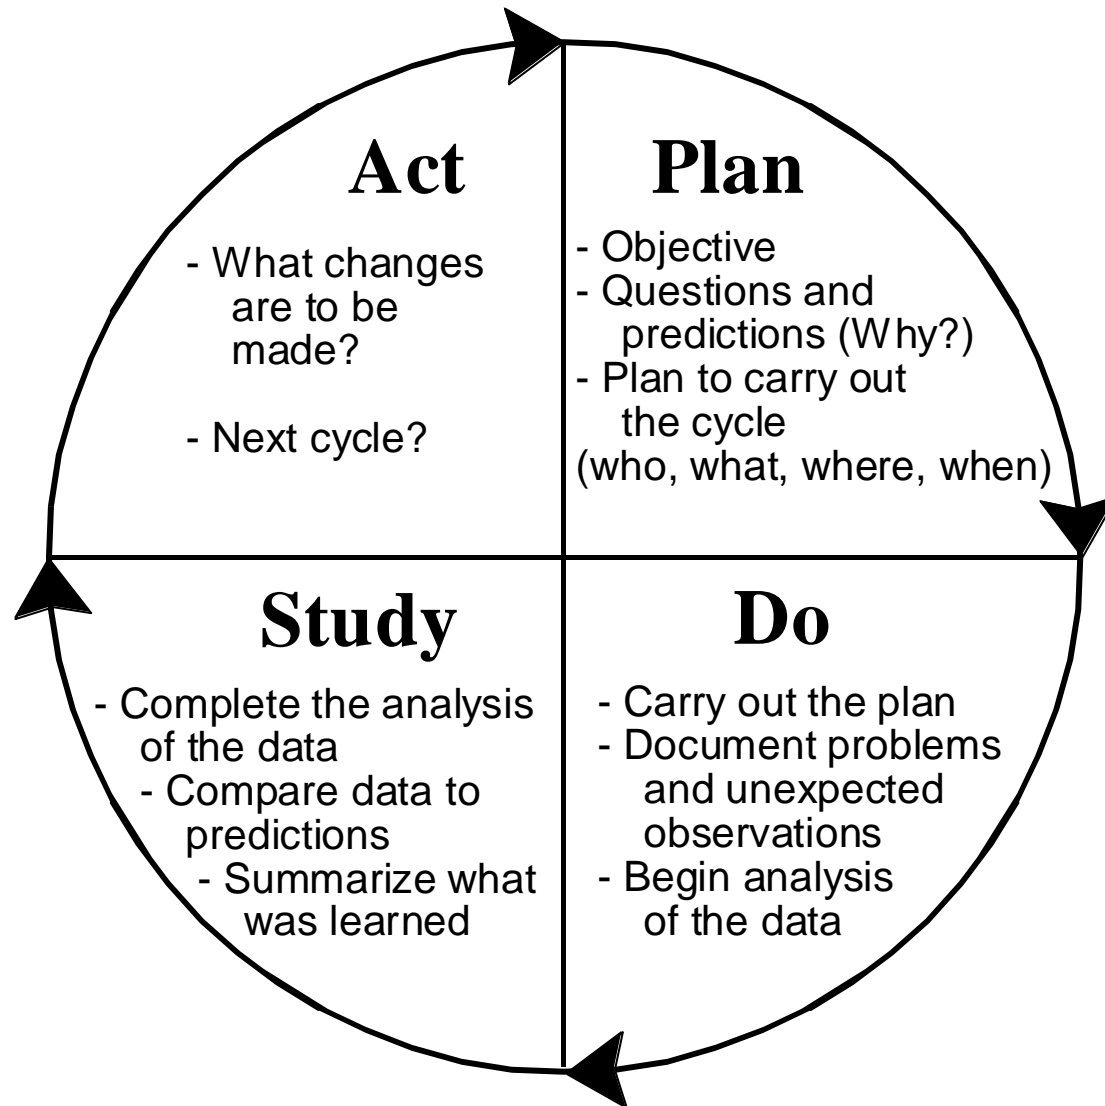 Act
- What changes
are to be
made?
- Next cycle?
Plan
- Objective
- Questions and
predictions (Why?)
- Plan to carry out
the cycle
(who, what, where, when)
Study
- Complete the analysis
of the data
- Compare data to
predictions
- Summarize what
was learned
Do
- Carry out the plan
- Document problems
and unexpected
observations
- Begin analysis
of the data